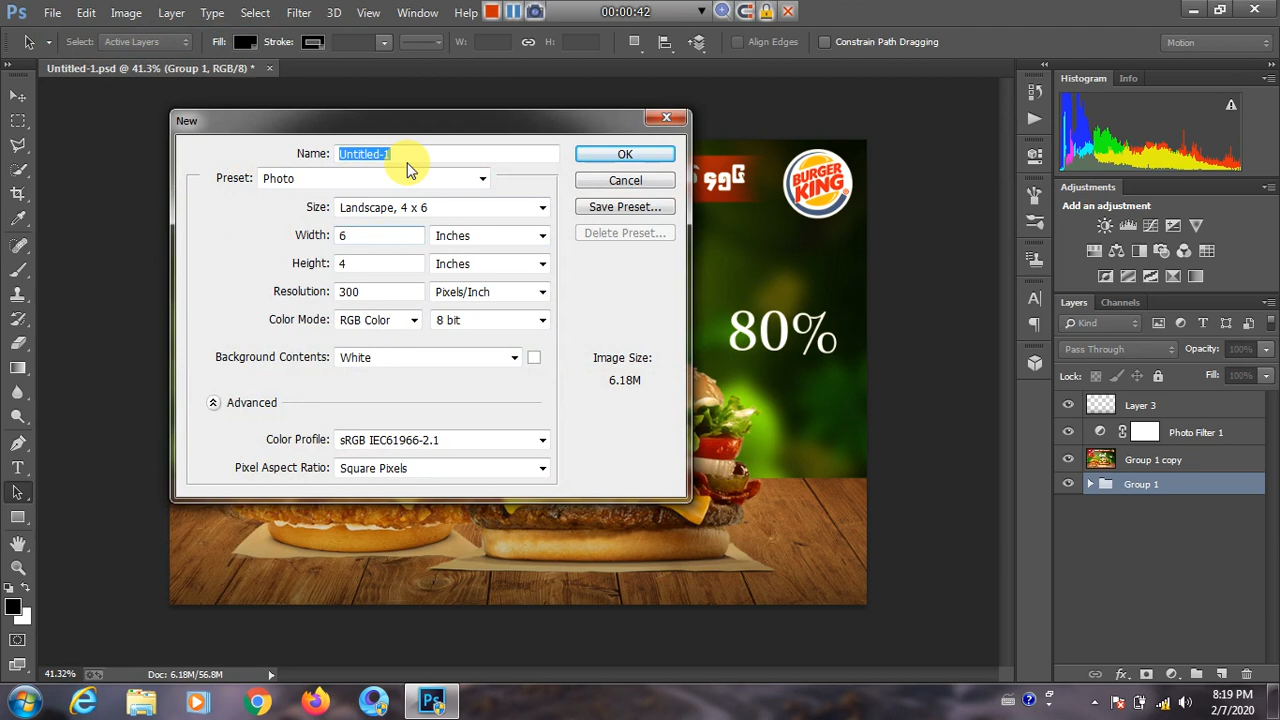 Ps File Edit Image Layer Type Select Filter 3D View Window Help 00:00:42
Select: Active Layers Fill: Stroke: W: H: Align Edges Constrain Path Dragging Motion
Untitled-1.psd @ 41.3% (Group 1, RGB/8) *
Histogram Info
New
Name: Untitled-1
OK
Preset: Photo
Cancel
Size: Landscape, 4 x 6
Save Preset...
Width: 6 Inches
Delete Preset...
Height: 4 Inches
Resolution: 300 Pixels/Inch
Color Mode: RGB Color 8 bit
Background Contents: White
Image Size:
6.18M
Advanced
Color Profile: sRGB IEC61966-2.1
Pixel Aspect Ratio: Square Pixels
BURGER
KING
80%
Adjustments
Add an adjustment
Layers Channels
Kind
Pass Through Opacity: 100%
Lock: Fill: 100%
Layer 3
Photo Filter 1
Group 1 copy
Group 1
41.32% Doc: 6.18M/56.8M
8:19 PM
2/7/2020